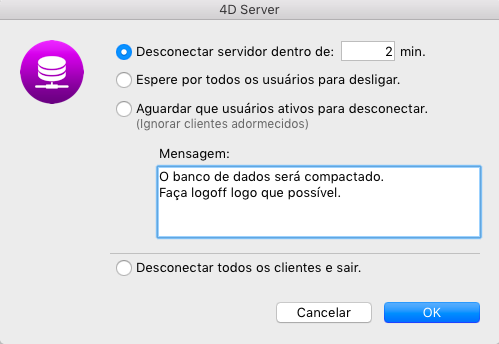 4D Server
Desconectar servidor dentro de: 2 min.
Espere por todos os usuários para desligar.
Aguardar que usuários ativos para desconectar.
(Ignorar clientes adormecidos)
Mensagem:
O banco de dados será compactado.
Faça logoff logo que possível.
Desconectar todos os clientes e sair.
Cancelar OK